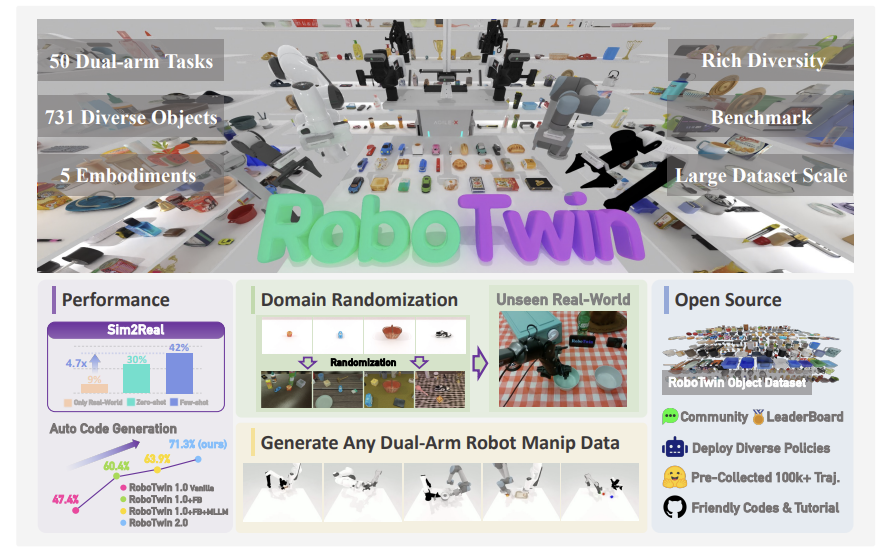 50 Dual-arm Tasks
731 Diverse Objects
5 Embodiments
Rich Diversity
Benchmark
Large Dataset Scale
RoboTwin
Performance
Sim2Real
4.7x
9%
30%
42%
Only Real-World
Zero-shot
Few-shot
Auto Code Generation
47.4%
60.4%
63.9%
71.3% (ours)
RoboTwin 1.0 Vanilla
RoboTwin 1.0+FB
RoboTwin 1.0+FB+MLLM
RoboTwin 2.0
Domain Randomization
Randomization
Unseen Real-World
Generate Any Dual-Arm Robot Manip Data
Open Source
RoboTwin Object Dataset
Community LeaderBoard
Deploy Diverse Policies
Pre-Collected 100k+ Traj.
Friendly Codes & Tutorial